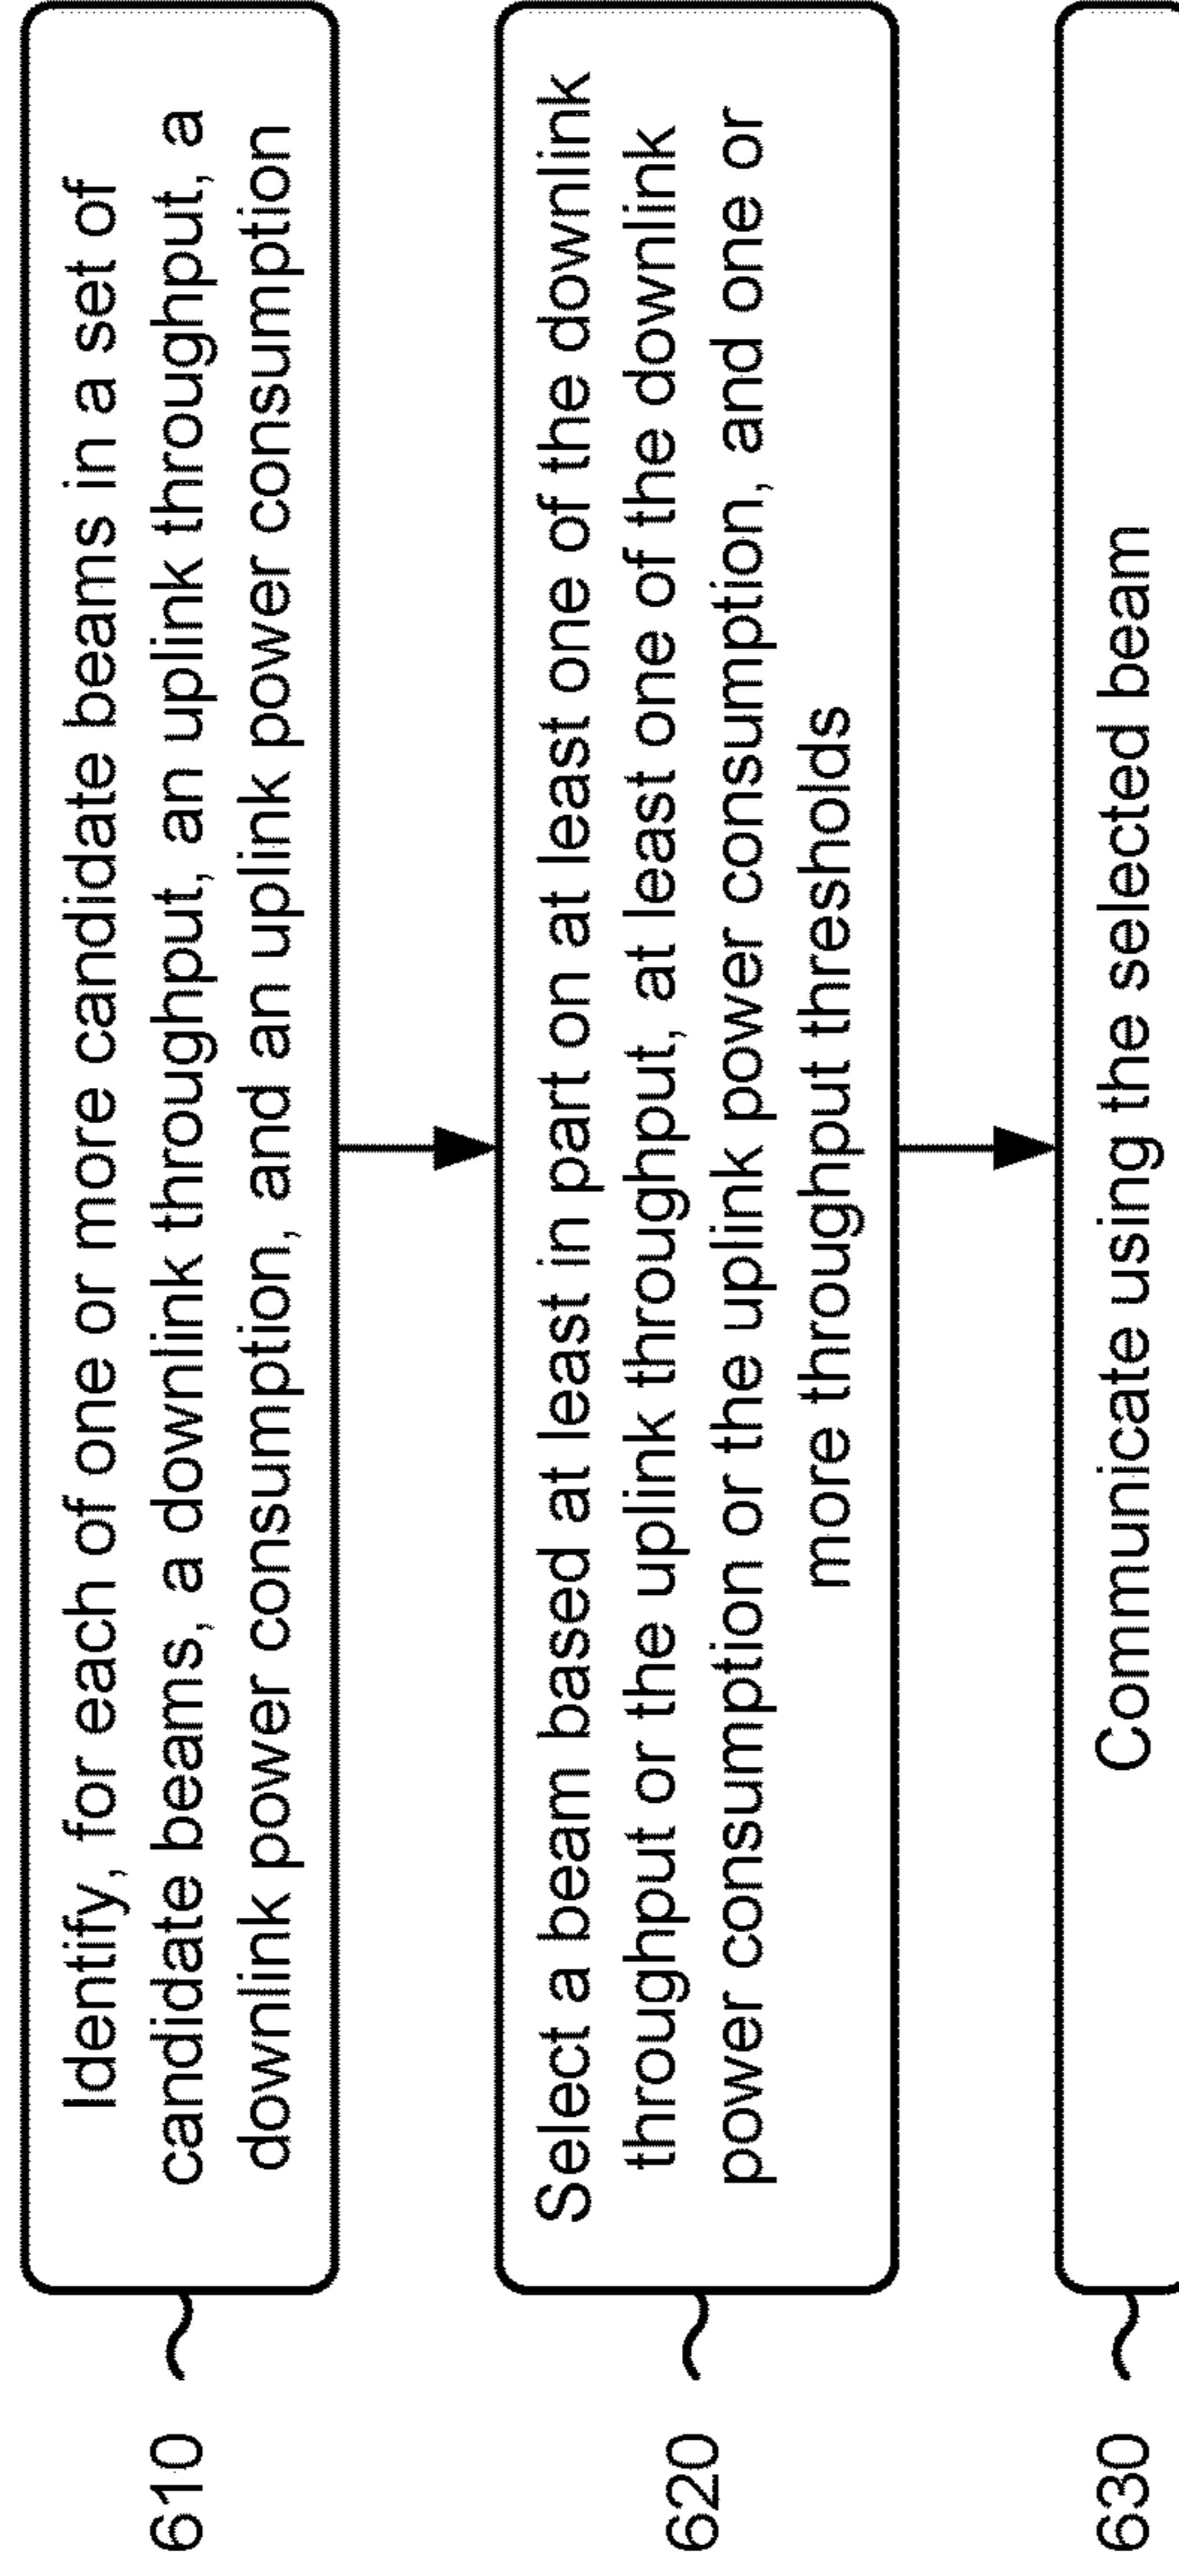 610
Identify, for each of one or more candidate beams in a set of
candidate beams, a downlink throughput, an uplink throughput, a
downlink power consumption, and an uplink power consumption
620
Select a beam based at least in part on at least one of the downlink
throughput or the uplink throughput, at least one of the downlink
power consumption or the uplink power consumption, and one or
more throughput thresholds
630
Communicate using the selected beam